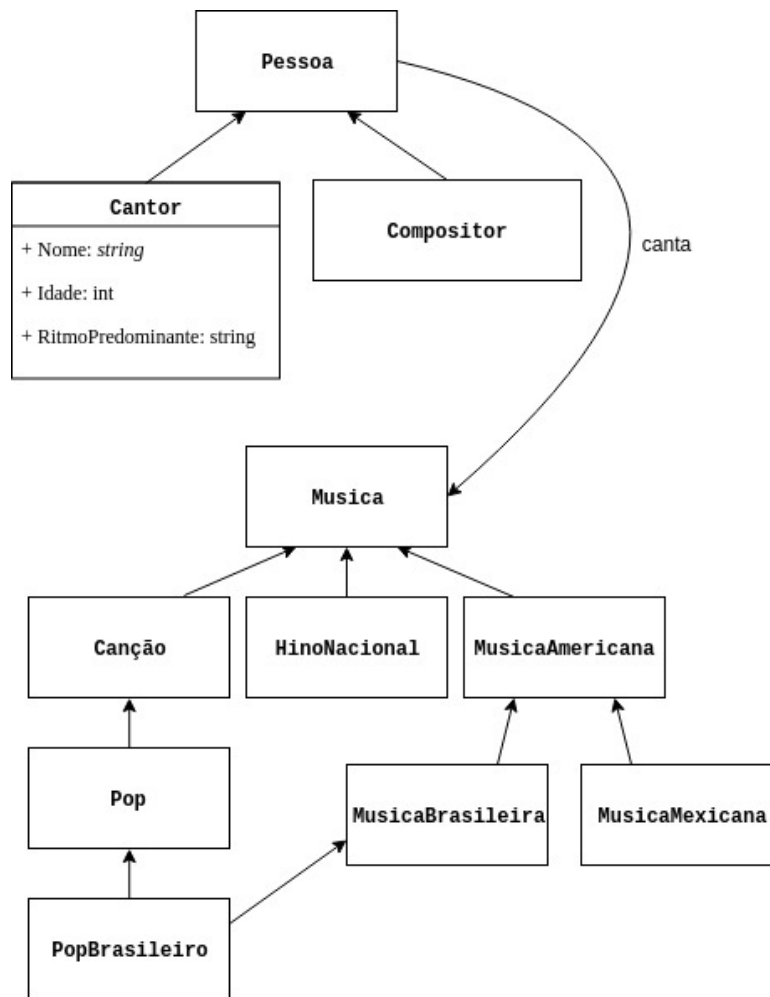 Pessoa
Cantor
+ Nome: string
+ Idade: int
+ RitmoPredominante: string
Compositor
canta
Musica
Canção
HinoNacional
MusicaAmericana
Pop
MusicaBrasileira
MusicaMexicana
PopBrasileiro